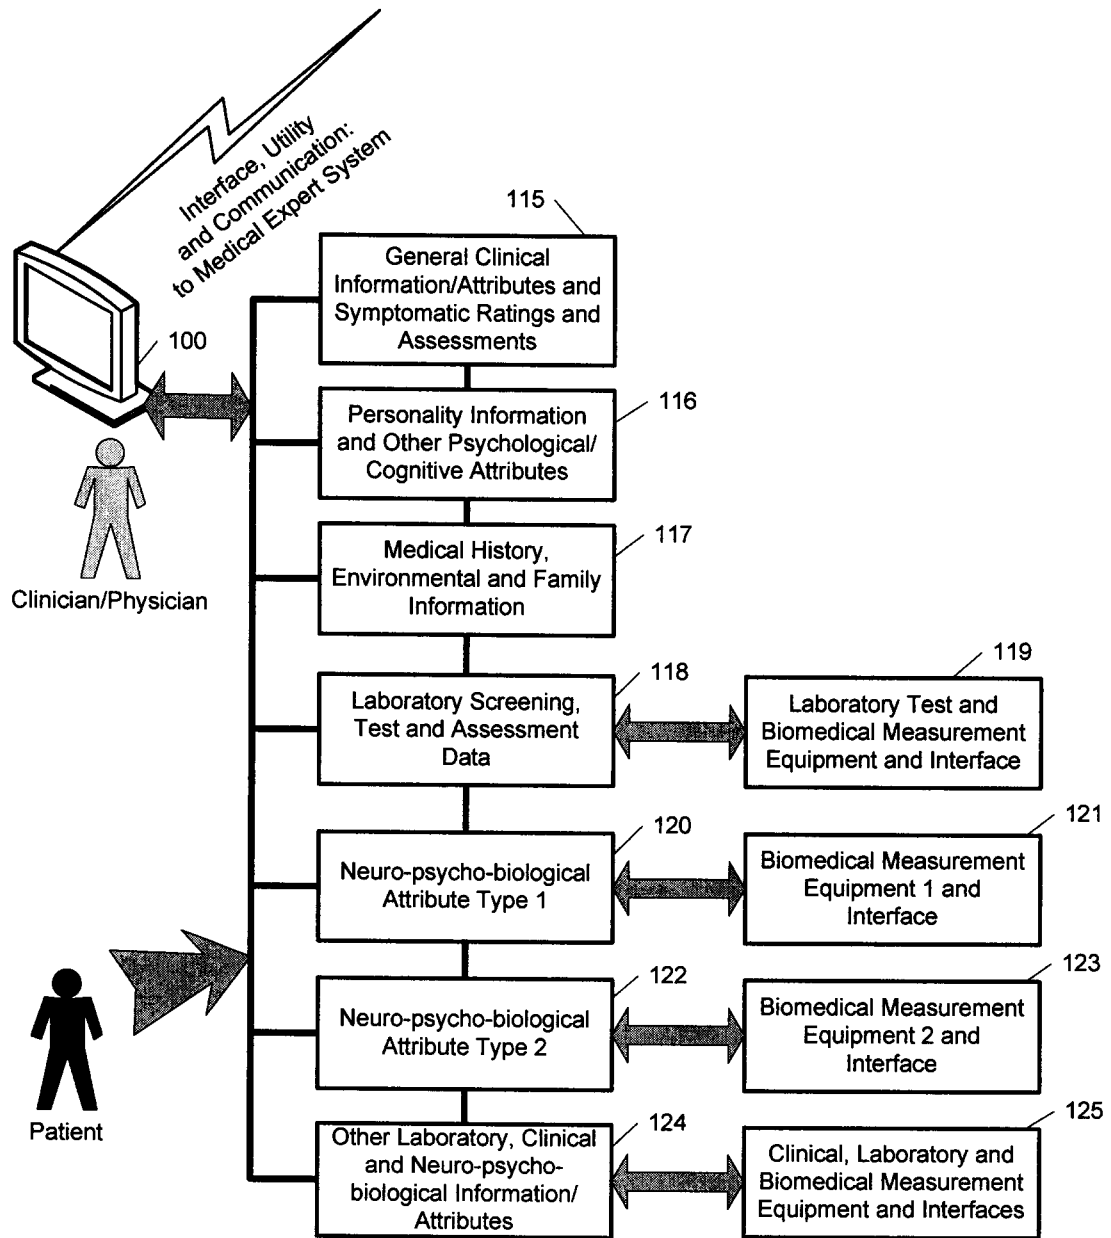 Interface, Utility
and Communication:
to Medical Expert System
115
General Clinical
Information/Attributes and
Symptomatic Ratings and
Assessments
100
116
Personality Information
and Other Psychological/
Cognitive Attributes
Clinician/Physician
117
Medical History,
Environmental and Family
Information
118
Laboratory Screening,
Test and Assessment
Data
119
Laboratory Test and
Biomedical Measurement
Equipment and Interface
120
Neuro-psycho-biological
Attribute Type 1
121
Biomedical Measurement
Equipment 1 and
Interface
122
Neuro-psycho-biological
Attribute Type 2
123
Biomedical Measurement
Equipment 2 and
Interface
Patient
124
Other Laboratory, Clinical
and Neuro-psycho-
biological Information/
Attributes
125
Clinical, Laboratory and
Biomedical Measurement
Equipment and Interfaces